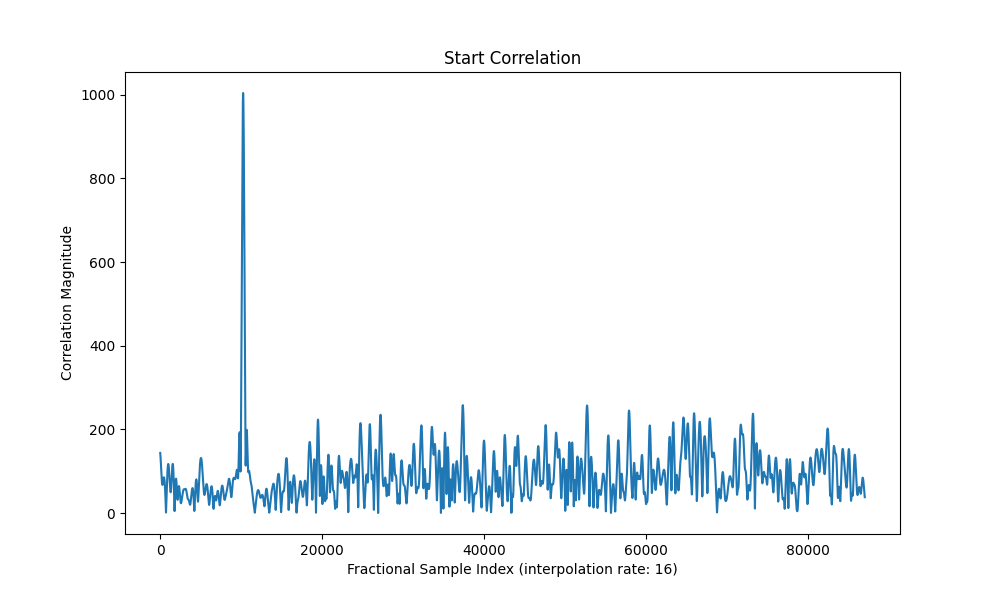 Start Correlation
1000
800
600
400
200
0
Correlation Magnitude
0 20000 40000 60000 80000
Fractional Sample Index (interpolation rate: 16)